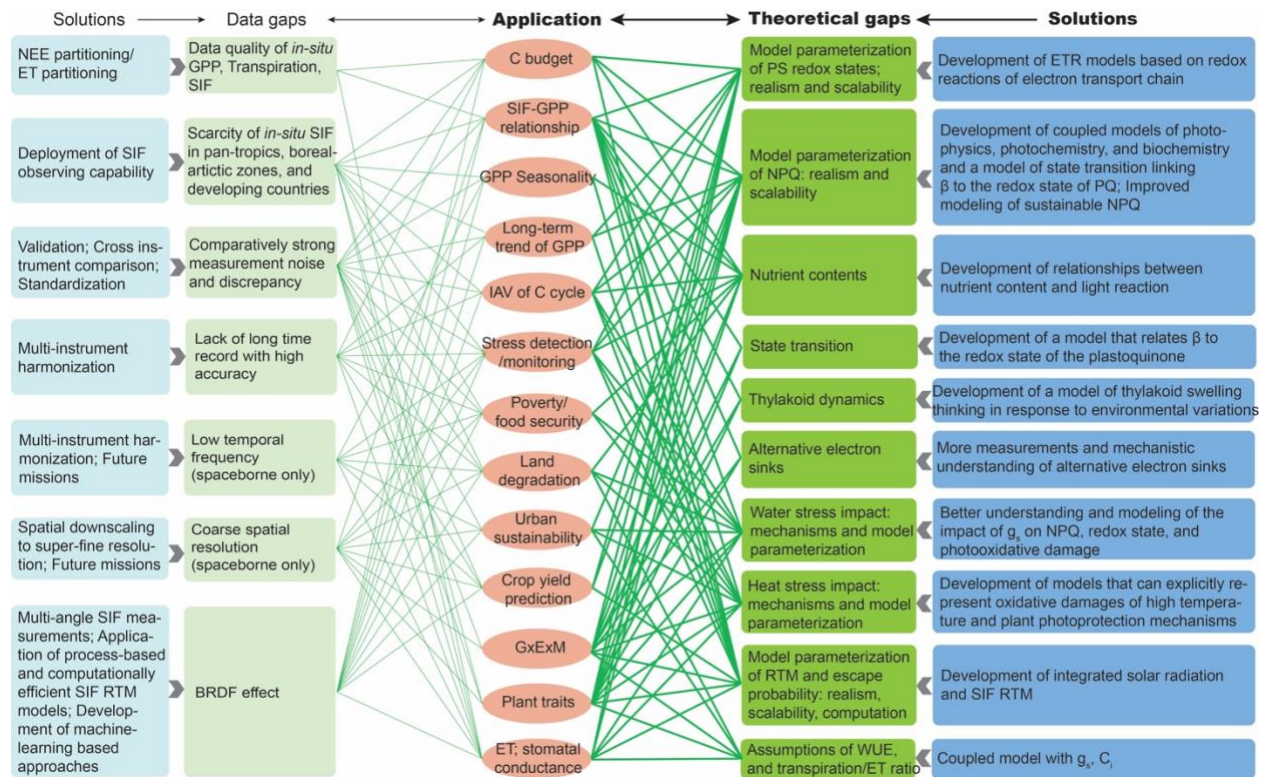 Solutions
Data gaps
Application
Theoretical gaps
Solutions
NEE partitioning/
ET partitioning
Deployment of SIF
observing capability
Validation; Cross ins-
trument comparison;
Standardization
Multi-instrument
harmonization
Multi-instrument har-
monization; Future
missions
Spatial downscaling
to super-fine resolu-
tion; Future missions
Multi-angle SIF mea-
surements; Applica-
tion of process-based
and computationally
efficient SIF RTM
models; Develop-
ment of machine-
learning based
approaches
Data quality of in-situ
GPP, Transpiration,
SIF
Scarcity of in-situ SIF
in pan-tropics, boreal-
artictic zones, and
developing countries
Comparatively strong
measurement noise
and discrepancy
Lack of long time
record with high
accuracy
Low temporal
frequency
(spaceborne only)
Coarse spatial
resolution
(spaceborne only)
BRDF effect
C budget
SIF-GPP
relationship
GPP Seasonality
Long-term
trend of GPP
IAV of C cycle
Stress detection
/monitoring
Poverty/
food security
Land
degradation
Urban
sustainability
Crop yield
prediction
GxExM
Plant traits
ET; stomatal
conductance
Model parameterization
of PS redox states;
realism and scalability
Model parameterization
of NPQ: realism and
scalability
Nutrient contents
State transition
Thylakoid dynamics
Alternative electron
sinks
Water stress impact:
mechanisms and model
parameterization
Heat stress impact:
mechanisms and model
parameterization
Model parameterization
of RTM and escape
probability: realism,
scalability, computation
Assumptions of WUE,
and transpiration/ET ratio
Development of ETR models based on redox
reactions of electron transport chain
Development of coupled models of photo-
physics, photochemistry, and biochemistry
and a model of state transition linking
β to the redox state of PQ; Improved
modeling of sustainable NPQ
Development of relationships between
nutrient content and light reaction
Development of a model that relates β to
the redox state of the plastoquinone
Development of a model of thylakoid swelling
thinking in response to environmental variations
More measurements and mechanistic
understanding of alternative electron sinks
Better understanding and modeling of the
impact of gs on NPQ, redox state, and
photooxidative damage
Development of models that can explicitly re-
present oxidative damages of high tempera-
ture and plant photoprotection mechanisms
Development of integrated solar radiation
and SIF RTM
Coupled model with gs, Ci